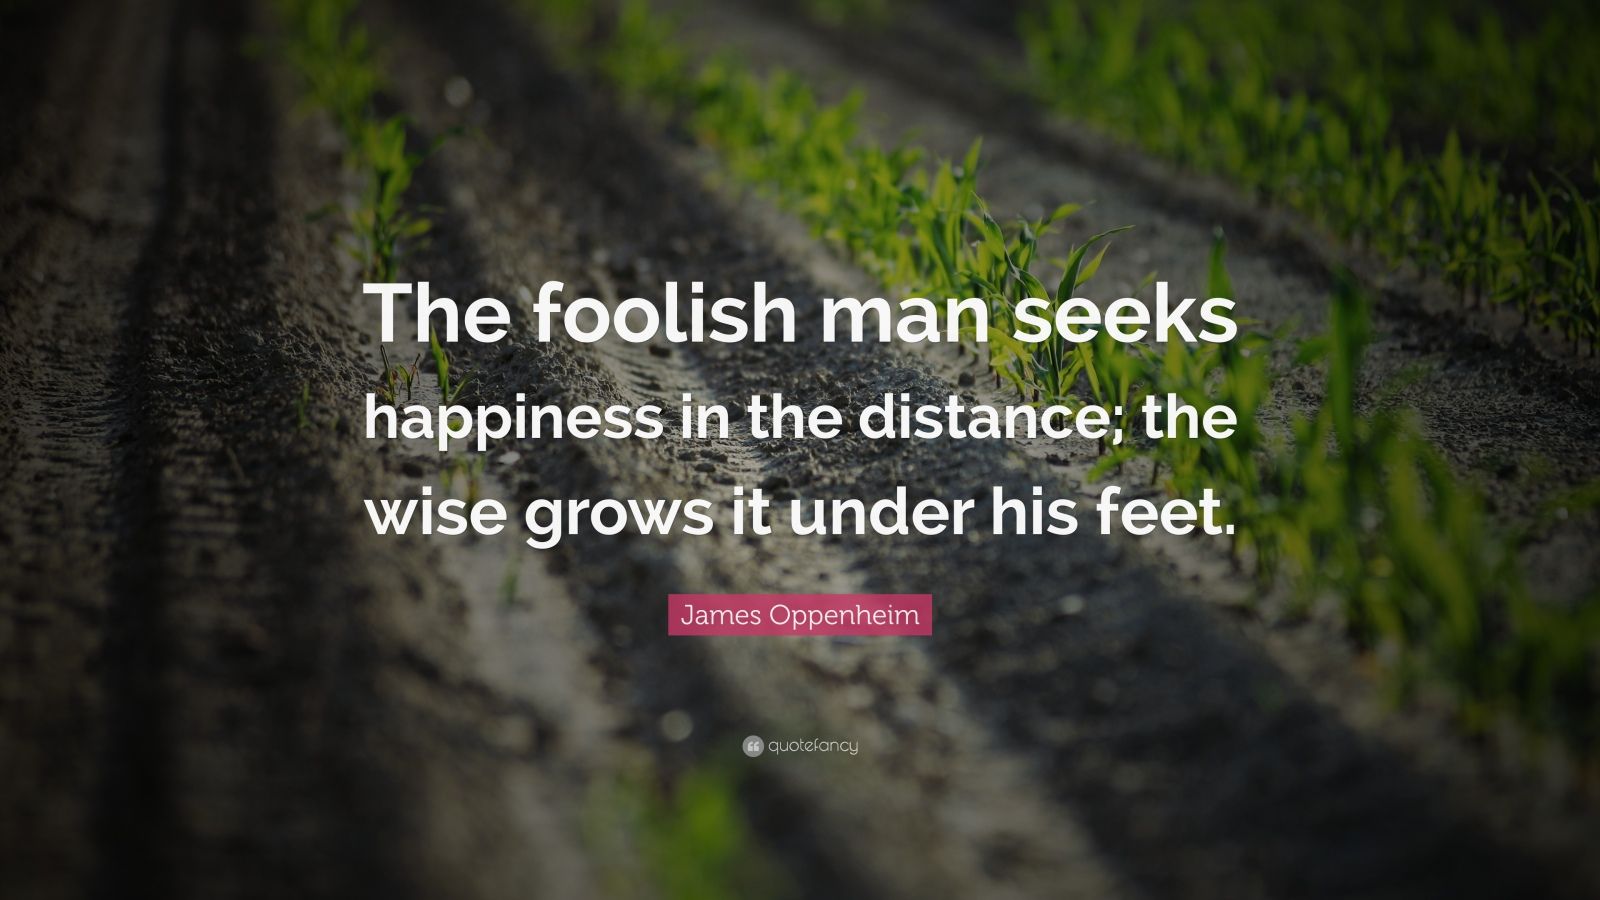 The foolish man seeks
happiness in the distance; the
wise grows it under his feet.
James Oppenheim
quotefancy